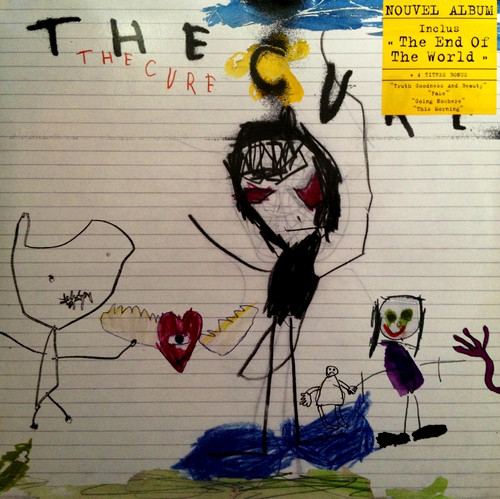 THE CURE
THE CURE
NOUVEL ALBUM
Inclus
" The End Of
The World "
+ 4 TITRES BONUS
"Truth Goodness And Beauty"
"Fake"
"Going Nowhere"
"This Morning"